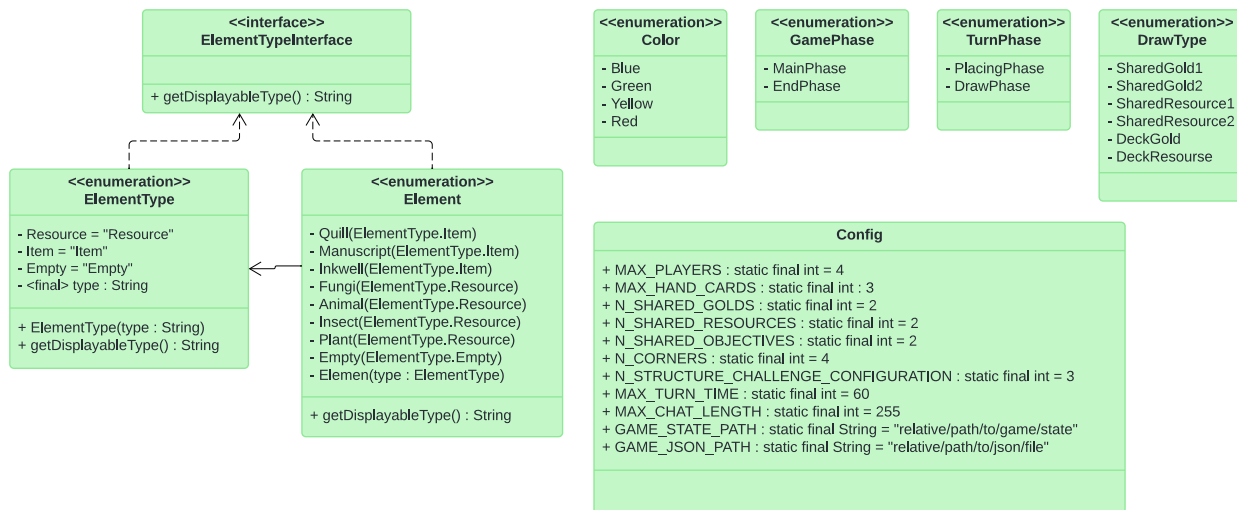 <<interface>>
ElementTypeInterface
+ getDisplayableType() : String
<<enumeration>>
ElementType
- Resource = "Resource"
- Item = "Item"
- Empty = "Empty"
- <final> type : String
+ ElementType(type : String)
+ getDisplayableType() : String
<<enumeration>>
Element
- Quill(ElementType.Item)
- Manuscript(ElementType.Item)
- Inkwell(ElementType.Item)
- Fungi(ElementType.Resource)
- Animal(ElementType.Resource)
- Insect(ElementType.Resource)
- Plant(ElementType.Resource)
- Empty(ElementType.Empty)
- Elemen(type : ElementType)
+ getDisplayableType() : String
<<enumeration>>
Color
- Blue
- Green
- Yellow
- Red
<<enumeration>>
GamePhase
- MainPhase
- EndPhase
<<enumeration>>
TurnPhase
- PlacingPhase
- DrawPhase
<<enumeration>>
DrawType
- SharedGold1
- SharedGold2
- SharedResource1
- SharedResource2
- DeckGold
- DeckResourse
Config
+ MAX_PLAYERS : static final int = 4
+ MAX_HAND_CARDS : static final int : 3
+ N_SHARED_GOLDS : static final int = 2
+ N_SHARED_RESOURCES : static final int = 2
+ N_SHARED_OBJECTIVES : static final int = 2
+ N_CORNERS : static final int = 4
+ N_STRUCTURE_CHALLENGE_CONFIGURATION : static final int = 3
+ MAX_TURN_TIME : static final int = 60
+ MAX_CHAT_LENGTH : static final int = 255
+ GAME_STATE_PATH : static final String = "relative/path/to/game/state"
+ GAME_JSON_PATH : static final String = "relative/path/to/json/file"